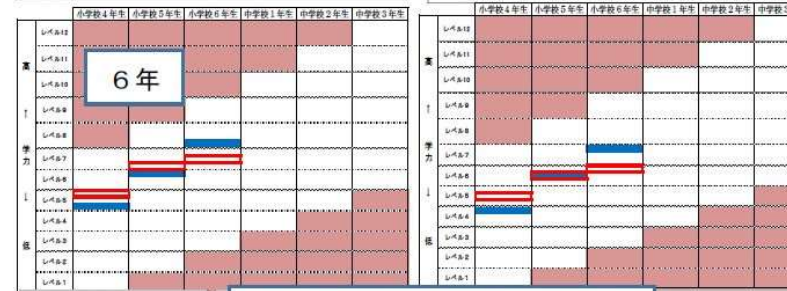 小学校4年生 小学校5年生 小学校6年生 中学校1年生 中学校2年生 中学校3年生
高 ↑ 学力 ↓ 低
レベル12
レベル11
レベル10
レベル9
レベル8
レベル7
レベル6
レベル5
レベル4
レベル3
レベル2
レベル1
6年
小学校4年生 小学校5年生 小学校6年生 中学校1年生 中学校2年生 中学校3
高 ↑ 学力 ↓ 低
レベル12
レベル11
レベル10
レベル9
レベル8
レベル7
レベル6
レベル5
レベル4
レベル3
レベル2
レベル1